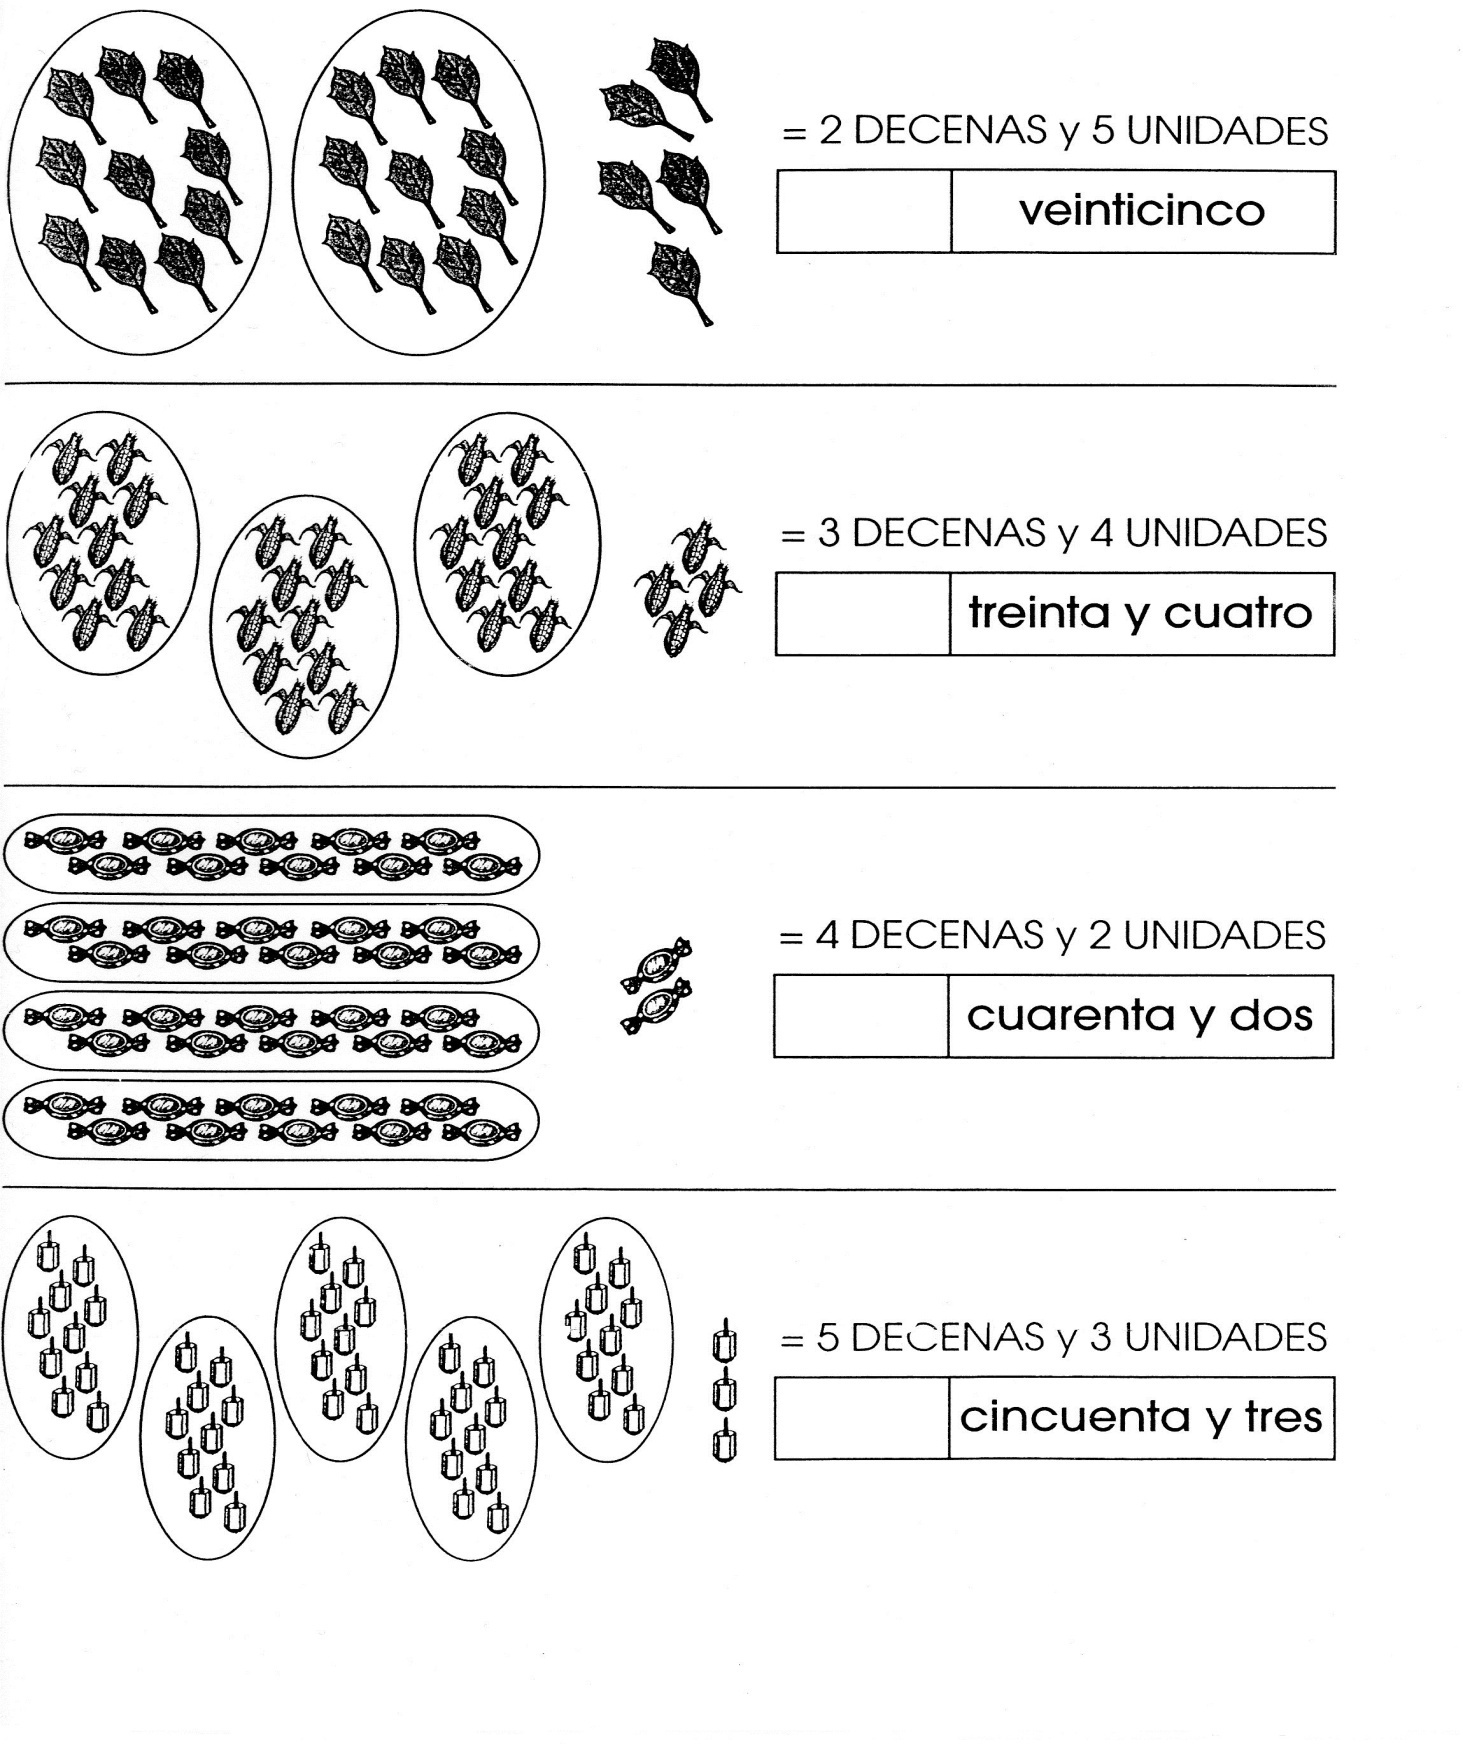 = 2 DECENAS y 5 UNIDADES
veinticinco
= 3 DECENAS y 4 UNIDADES
treinta y cuatro
= 4 DECENAS y 2 UNIDADES
cuarenta y dos
= 5 DECENAS y 3 UNIDADES
cincuenta y tres